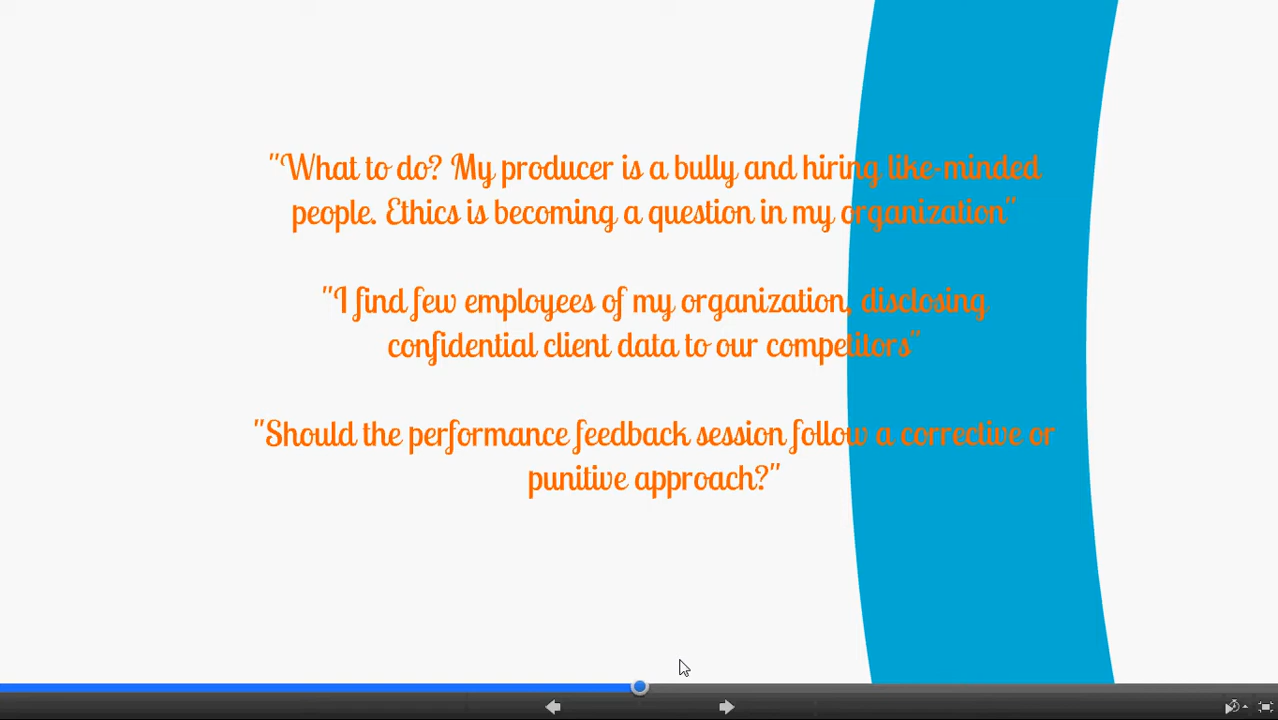 "What to do? My producer is a bully and hiring like-minded
people. Ethics is becoming a question in my organization"
"I find few employees of my organization, disclosing
confidential client data to our competitors"
"Should the performance feedback session follow a corrective or
punitive approach?"